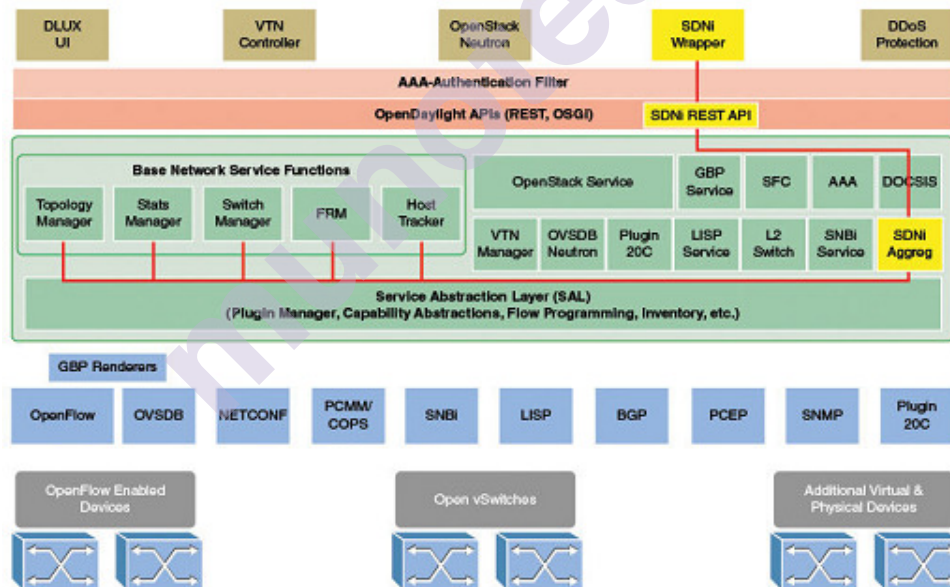 DLUX
UI
VTN
Controller
OpenStack
Neutron
SDNi
Wrapper
DDoS
Protection
AAA-Authentication Filter
OpenDaylight APIs (REST, OSGI)
SDNi REST API
Base Network Service Functions
Topology
Manager
Stats
Manager
Switch
Manager
FRM
Host
Tracker
OpenStack Service
GBP
Service
SFC
AAA
DOCSIS
VTN
Manager
OVSDB
Neutron
Plugin
20C
LISP
Service
L2
Switch
SNBi
Service
SDNi
Aggreg
Service Abstraction Layer (SAL)
(Plugin Manager, Capability Abstractions, Flow Programming, Inventory, etc.)
GBP Renderers
OpenFlow
OVSDB
NETCONF
PCMM/
COPS
SNBi
LISP
BGP
PCEP
SNMP
Plugin
20C
OpenFlow Enabled
Devices
Open vSwitches
Additional Virtual &
Physical Devices